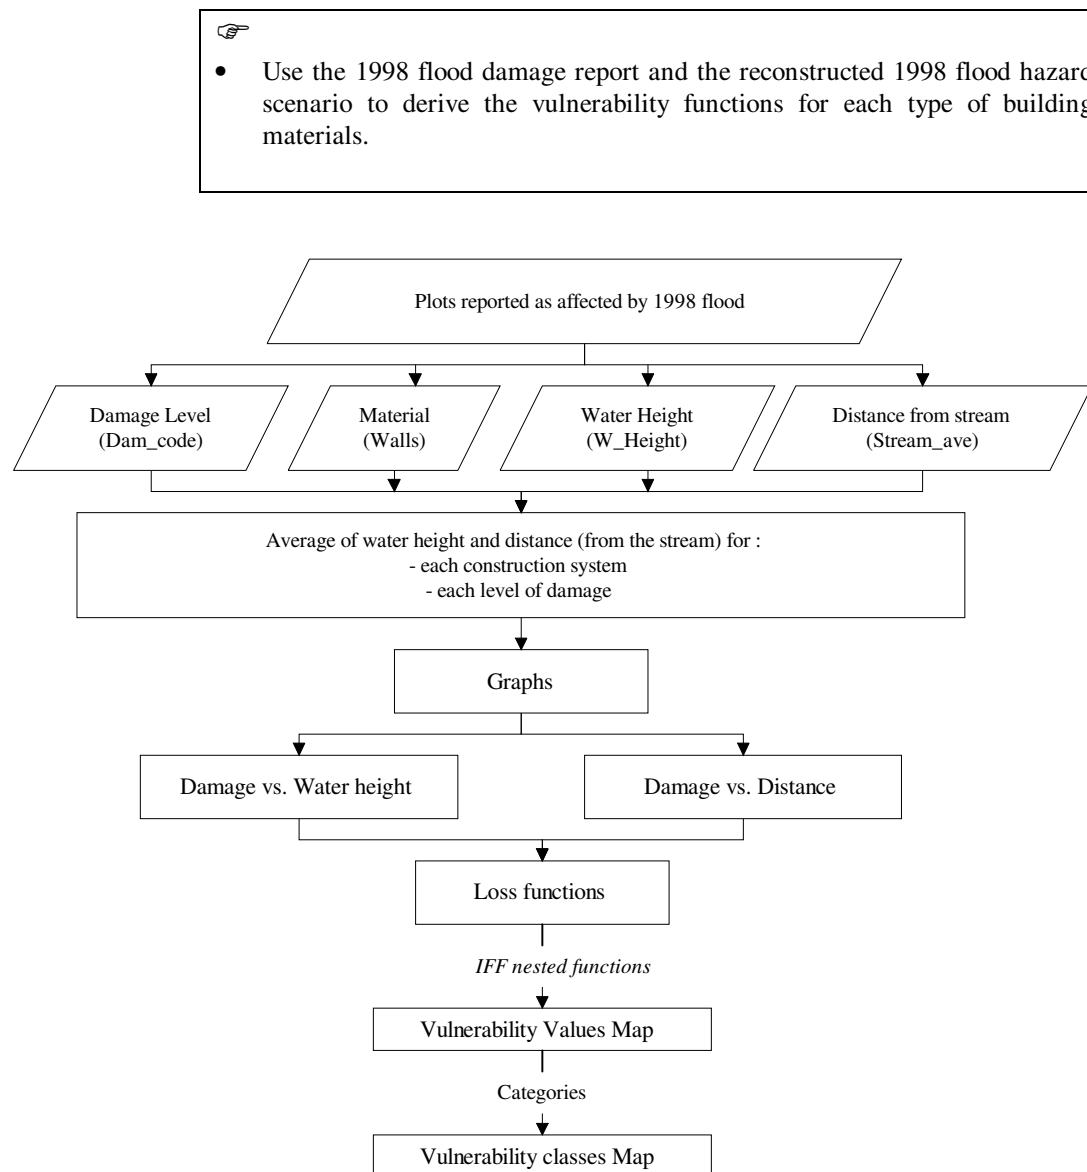 ☞
• Use the 1998 flood damage report and the reconstructed 1998 flood hazard
scenario to derive the vulnerability functions for each type of building
materials.
Plots reported as affected by 1998 flood
Damage Level
(Dam_code)
Material
(Walls)
Water Height
(W_Height)
Distance from stream
(Stream_ave)
Average of water height and distance (from the stream) for :
- each construction system
- each level of damage
Graphs
Damage vs. Water height
Damage vs. Distance
Loss functions
IFF nested functions
Vulnerability Values Map
Categories
Vulnerability classes Map